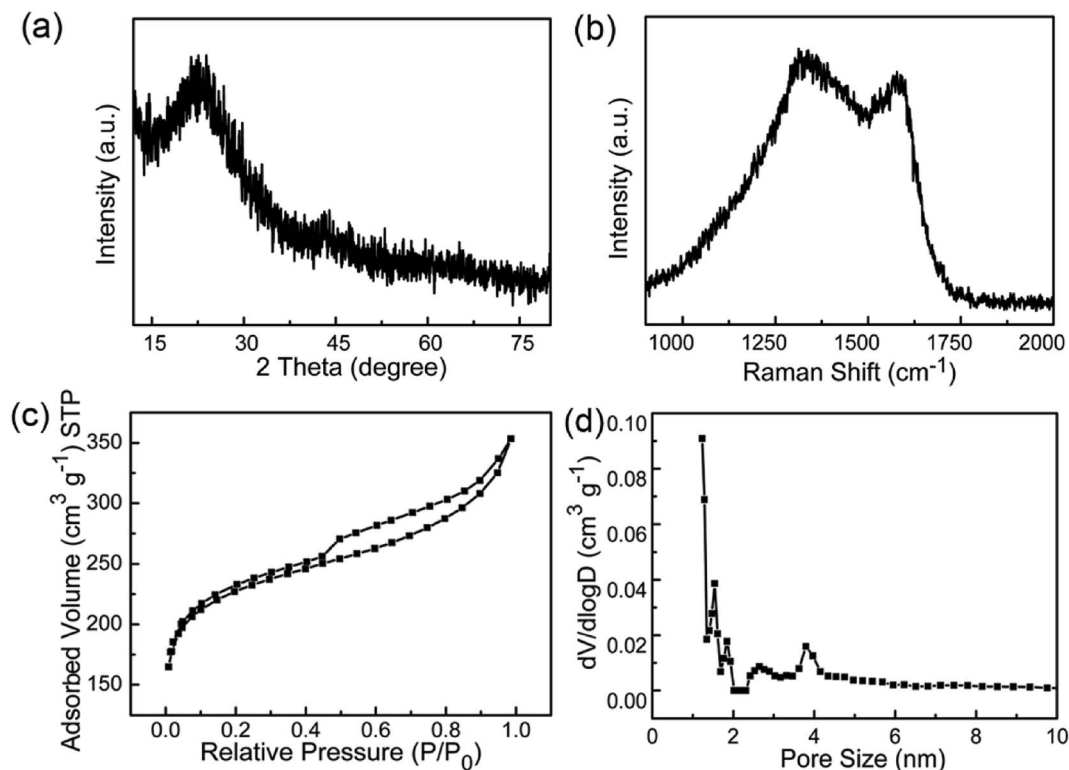 (a)
Intensity (a.u.)
15 30 45 60 75
2 Theta (degree)
(b)
Intensity (a.u.)
1000 1250 1500 1750 2000
Raman Shift (cm⁻¹)
(c)
Adsorbed Volume (cm³ g⁻¹) STP
350
300
250
200
150
0.0 0.2 0.4 0.6 0.8 1.0
Relative Pressure (P/P₀)
(d)
dV/dlogD (cm³ g⁻¹)
0.10
0.08
0.06
0.04
0.02
0.00
0 2 4 6 8 10
Pore Size (nm)